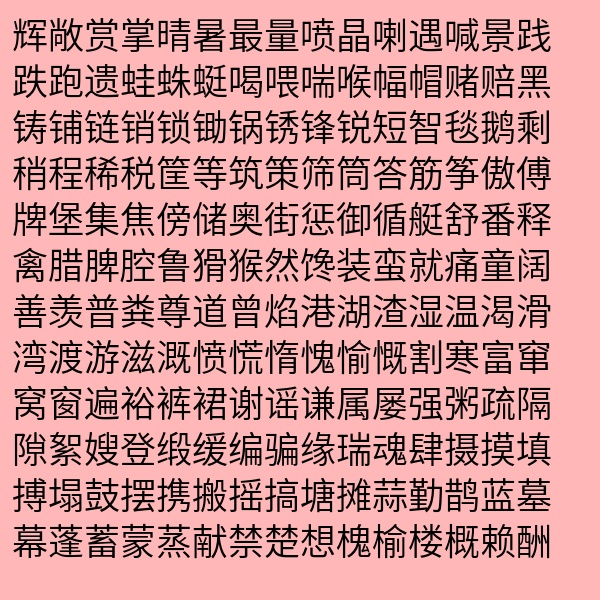 辉敞赏掌晴暑最量喷晶喇遇喊景践
跌跑遗蛙蛛蜓喝喂喘喉幅帽赌赔黑
铸铺链销锁锄锅锈锋锐短智毯鹅剩
稍程稀税筐等筑策筛筒答筋筝傲傅
牌堡集焦傍储奥街惩御循艇舒番释
禽腊脾腔鲁猾猴然馋装蛮就痛童阔
善羡普粪尊道曾焰港湖渣湿温渴滑
湾渡游滋溉愤慌惰愧愉慨割寒富窜
窝窗遍裕裤裙谢谣谦属屡强粥疏隔
隙絮嫂登缎缓编骗缘瑞魂肆摄摸填
搏塌鼓摆携搬摇搞塘摊蒜勤鹊蓝墓
幕蓬蓄蒙蒸献禁楚想槐榆楼概赖酬